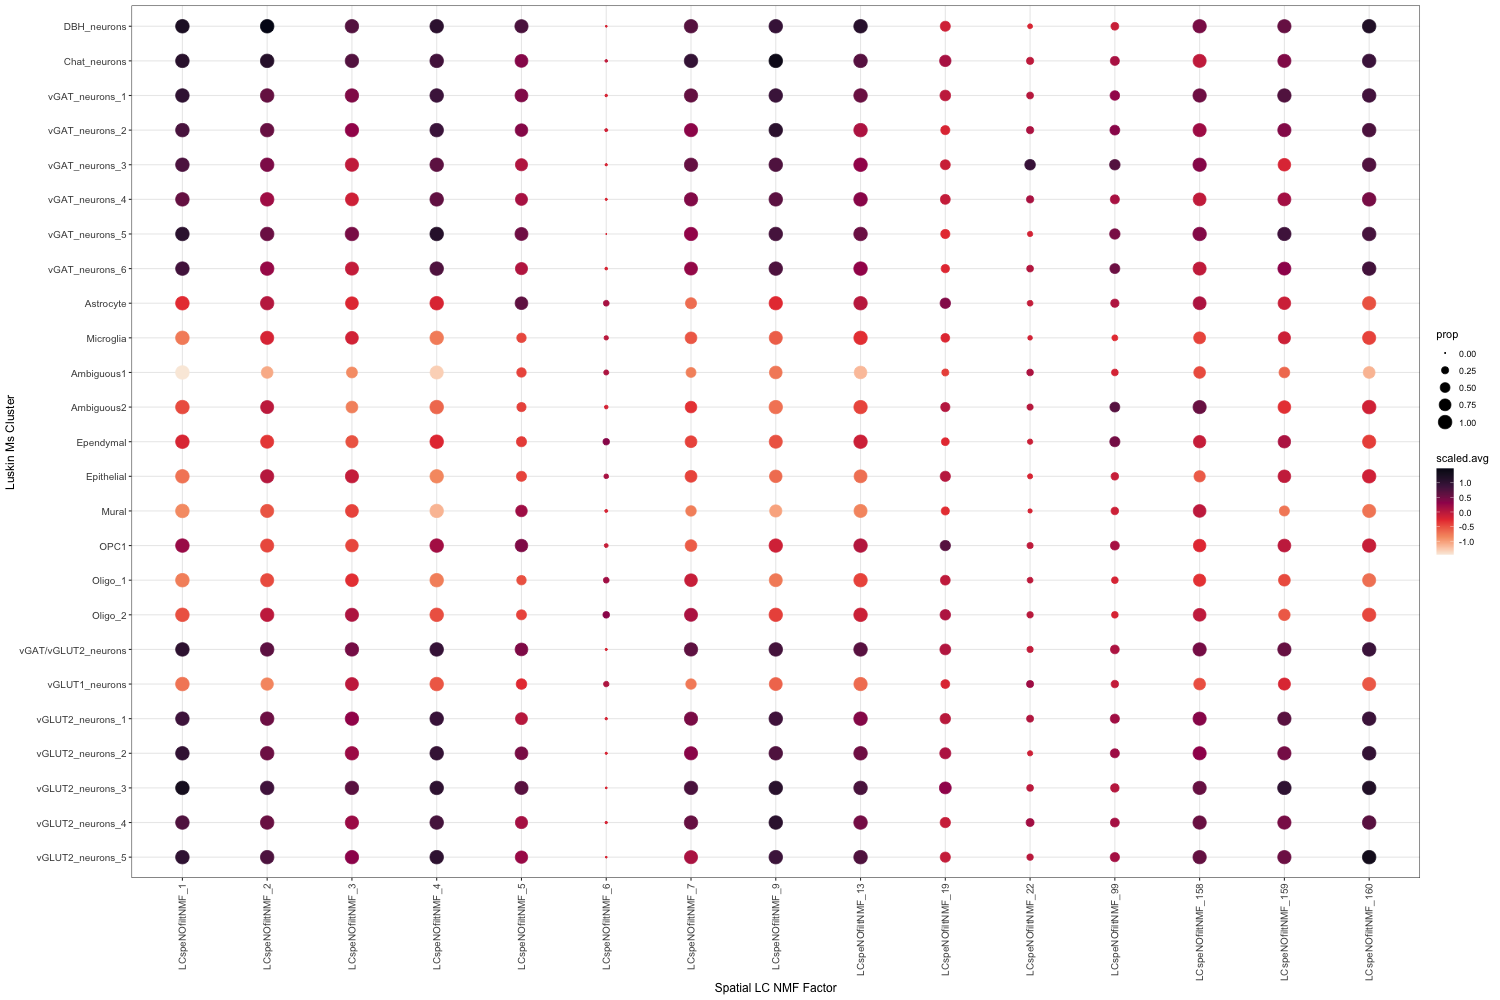 DBH_neurons
Chat_neurons
vGAT_neurons_1
vGAT_neurons_2
vGAT_neurons_3
vGAT_neurons_4
vGAT_neurons_5
vGAT_neurons_6
Astrocyte
Microglia
Ambiguous1
Ambiguous2
Ependymal
Epithelial
Mural
OPC1
Oligo_1
Oligo_2
vGAT/vGLUT2_neurons
vGLUT1_neurons
vGLUT2_neurons_1
vGLUT2_neurons_2
vGLUT2_neurons_3
vGLUT2_neurons_4
vGLUT2_neurons_5
Luskin Ms Cluster
LCspeNOfiltNMF_1
LCspeNOfiltNMF_2
LCspeNOfiltNMF_3
LCspeNOfiltNMF_4
LCspeNOfiltNMF_5
LCspeNOfiltNMF_6
LCspeNOfiltNMF_7
LCspeNOfiltNMF_9
LCspeNOfiltNMF_13
LCspeNOfiltNMF_19
LCspeNOfiltNMF_22
LCspeNOfiltNMF_99
LCspeNOfiltNMF_158
LCspeNOfiltNMF_159
LCspeNOfiltNMF_160
Spatial LC NMF Factor
prop
0.00
0.25
0.50
0.75
1.00
scaled.avg
1.0
0.5
0.0
-0.5
-1.0